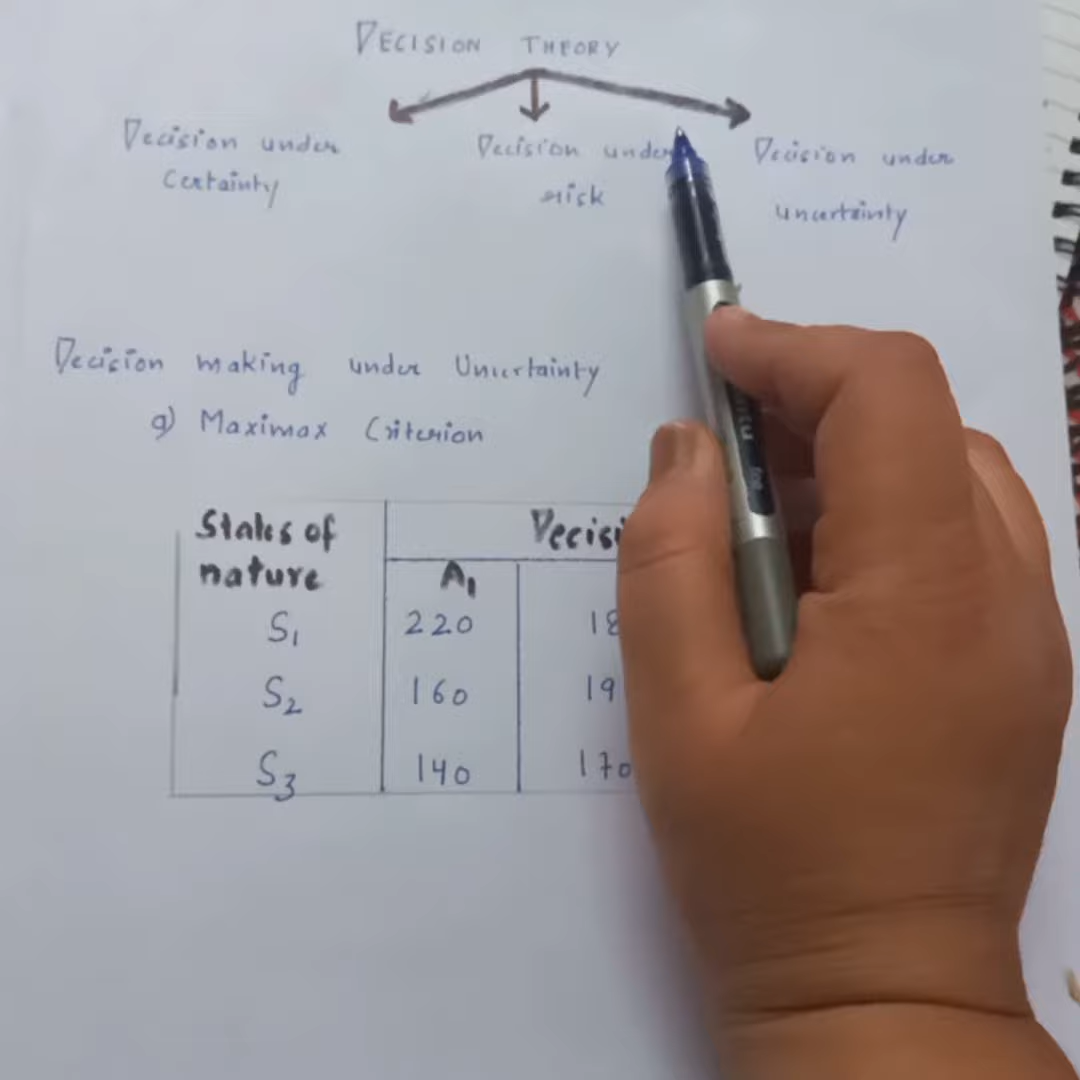 DECISION THEORY
Decision under Decision under Decision under
Certainty risk uncertainty
Decision making under Uncertainty
a) Maximax Criterion
States of
nature
A1
S1 220
S2 160
S3 140 170